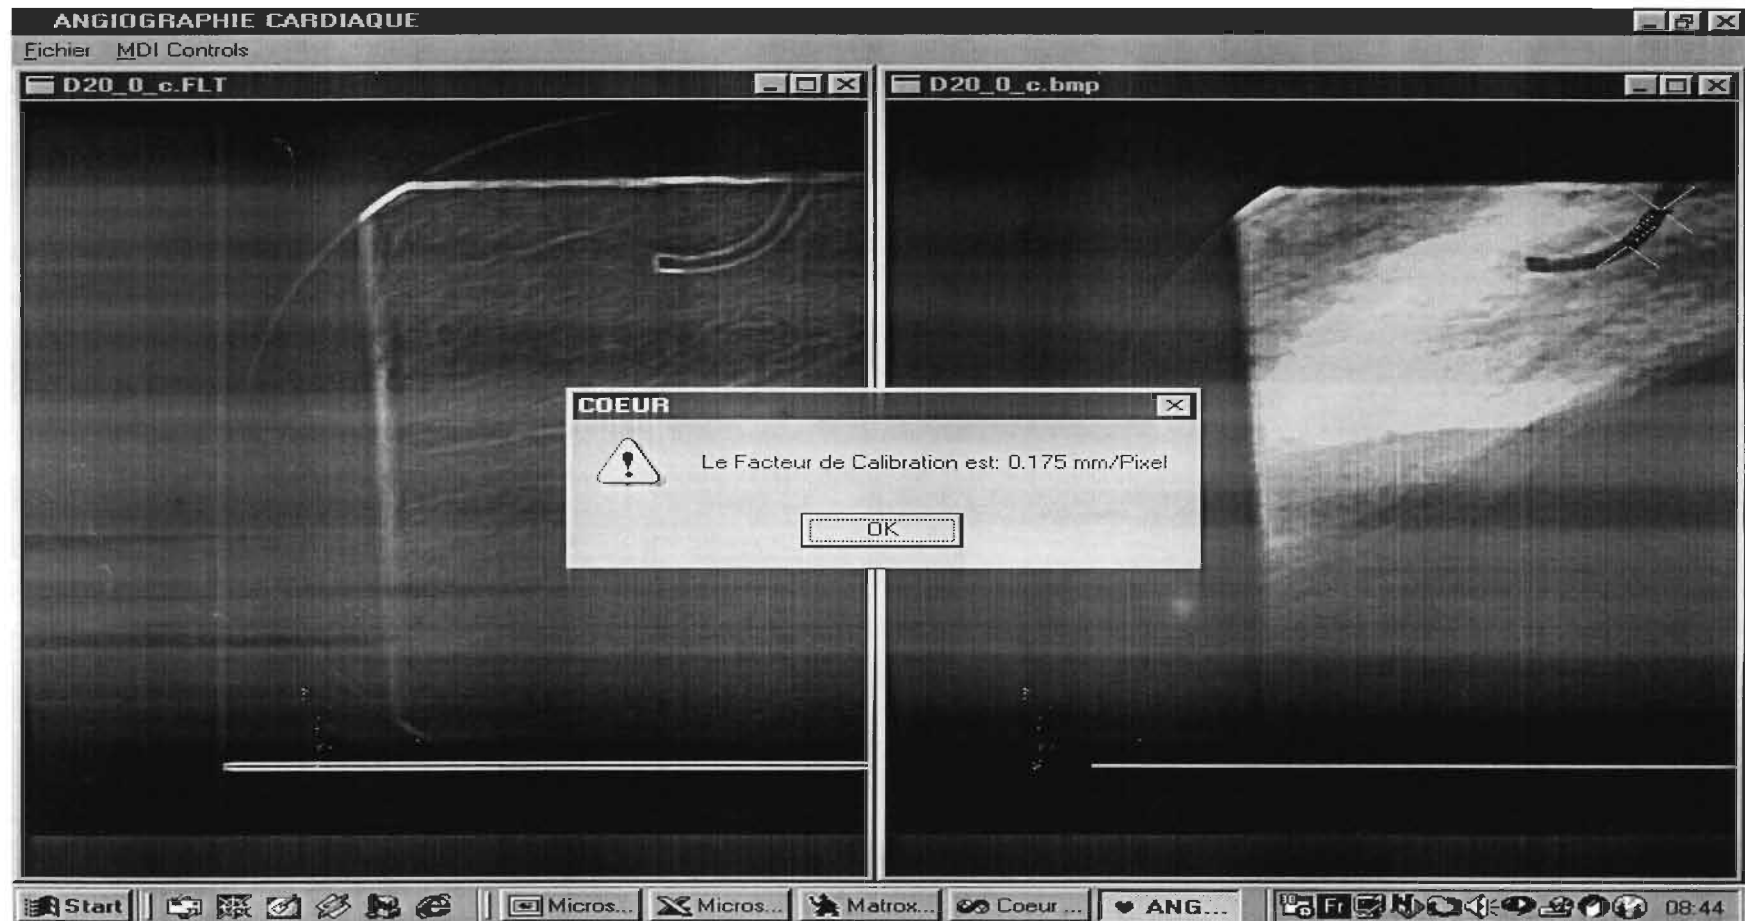 ANGIOGRAPHIE CARDIAQUE
Fichier MDI Controls
D20_0_c.FLT
D20_0_c.bmp
COEUR
Le Facteur de Calibration est: 0.175 mm/Pixel
OK
Start Micros... Micros... Matrox... Coeur ... ANG... 08:44